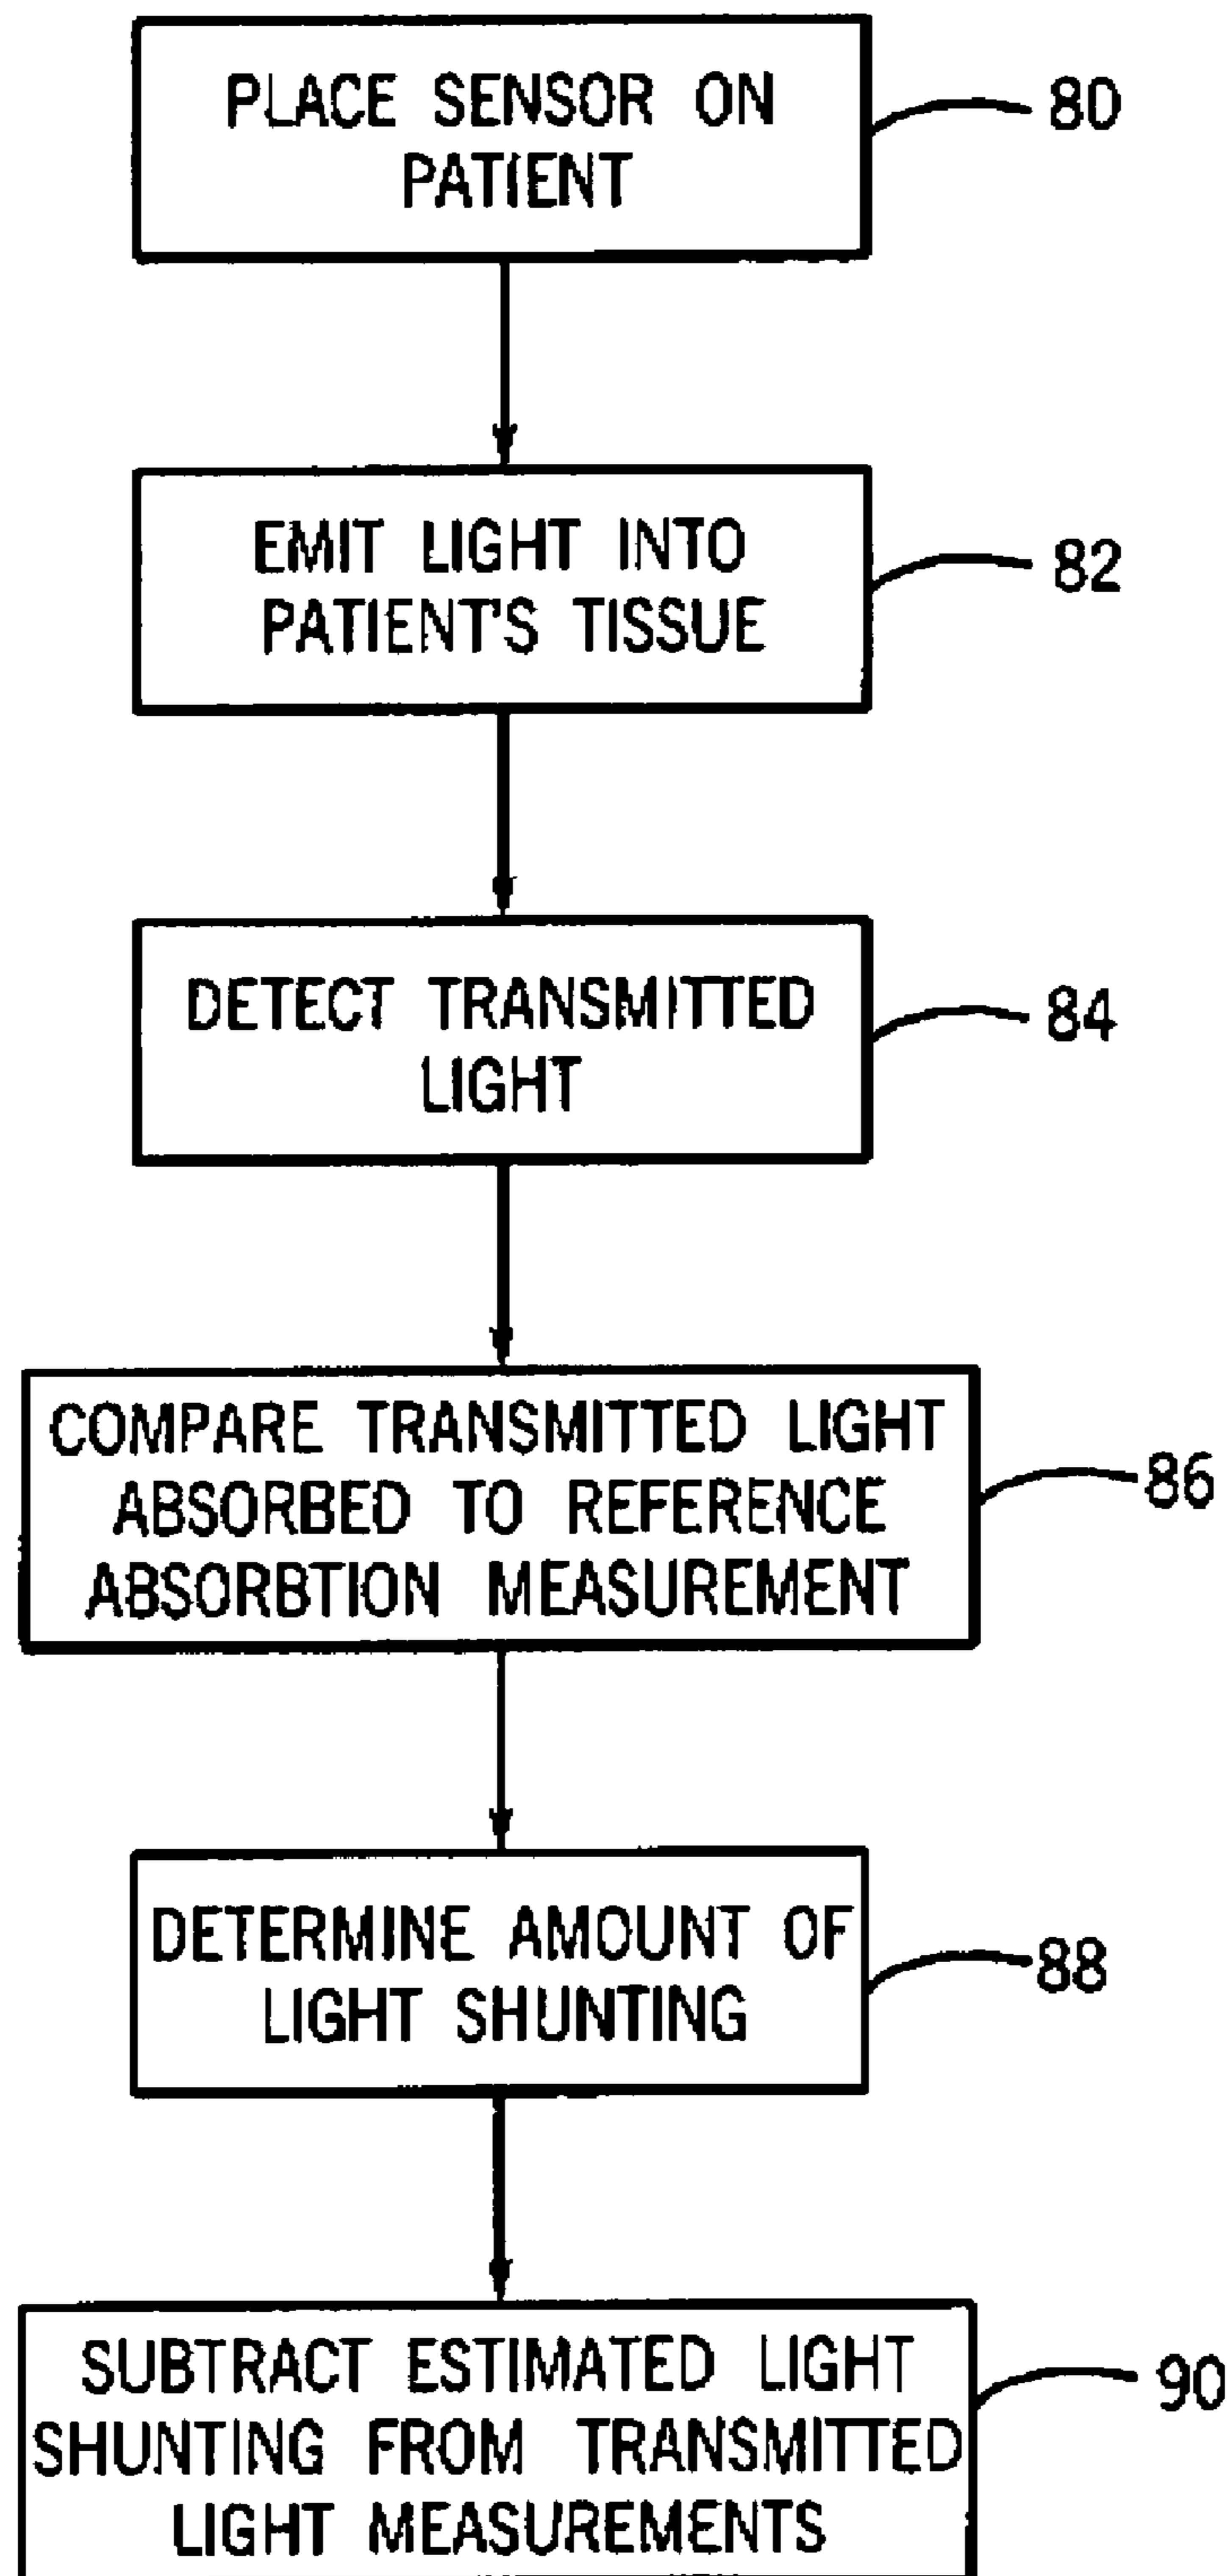 PLACE SENSOR ON
PATIENT
80
EMIT LIGHT INTO
PATIENT'S TISSUE
82
DETECT TRANSMITTED
LIGHT
84
COMPARE TRANSMITTED LIGHT
ABSORBED TO REFERENCE
ABSORBTION MEASUREMENT
86
DETERMINE AMOUNT OF
LIGHT SHUNTING
88
SUBTRACT ESTIMATED LIGHT
SHUNTING FROM TRANSMITTED
LIGHT MEASUREMENTS
90